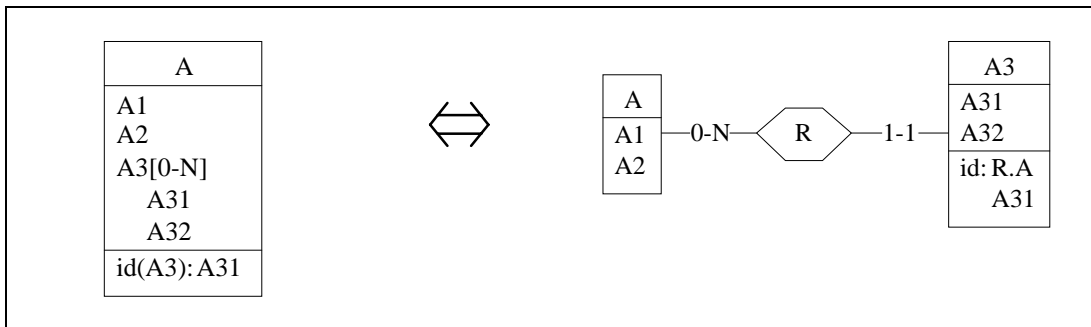 A
A1
A2
A3[0-N]
A31
A32
id(A3): A31
A
A1
A2
0-N
R
1-1
A3
A31
A32
id: R.A
A31